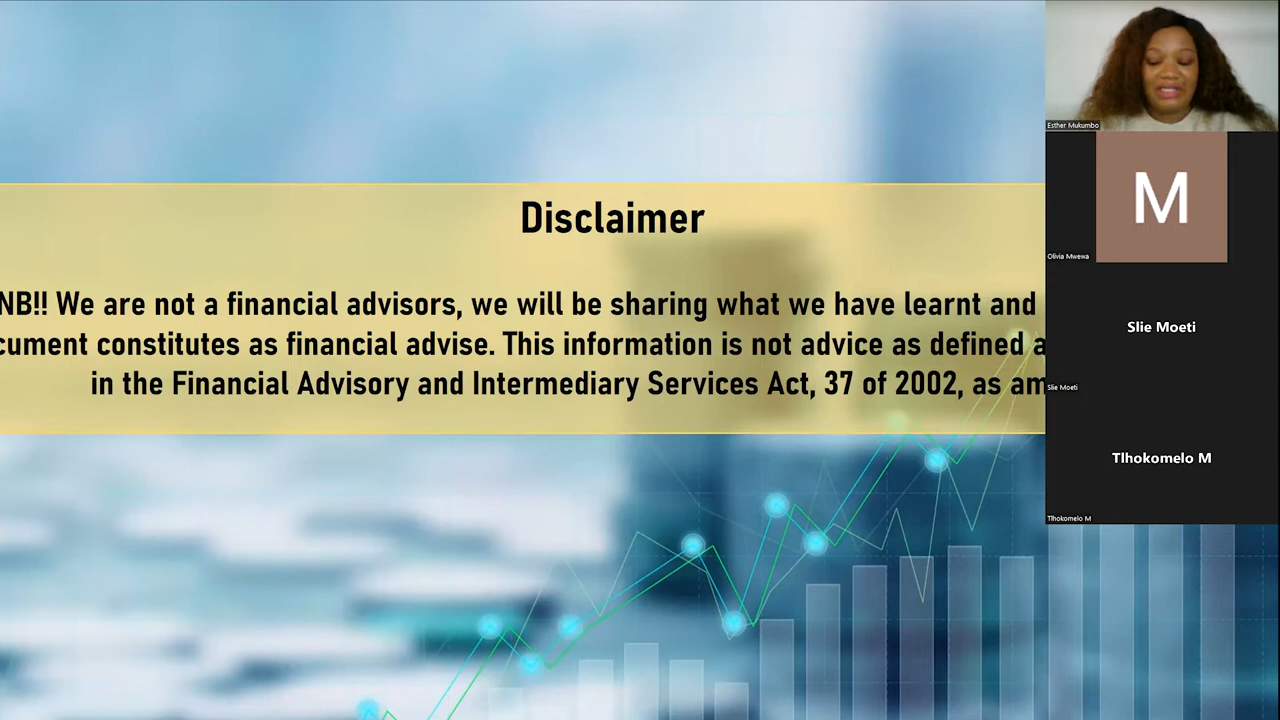 Disclaimer
NB!! We are not a financial advisors, we will be sharing what we have learnt and
cument constitutes as financial advise. This information is not advice as defined a
in the Financial Advisory and Intermediary Services Act, 37 of 2002, as am
Esther Mukumbo
M
Olivia Mwewa
Slie Moeti
Slie Moeti
Tlhokomelo M
Tlhokomelo M